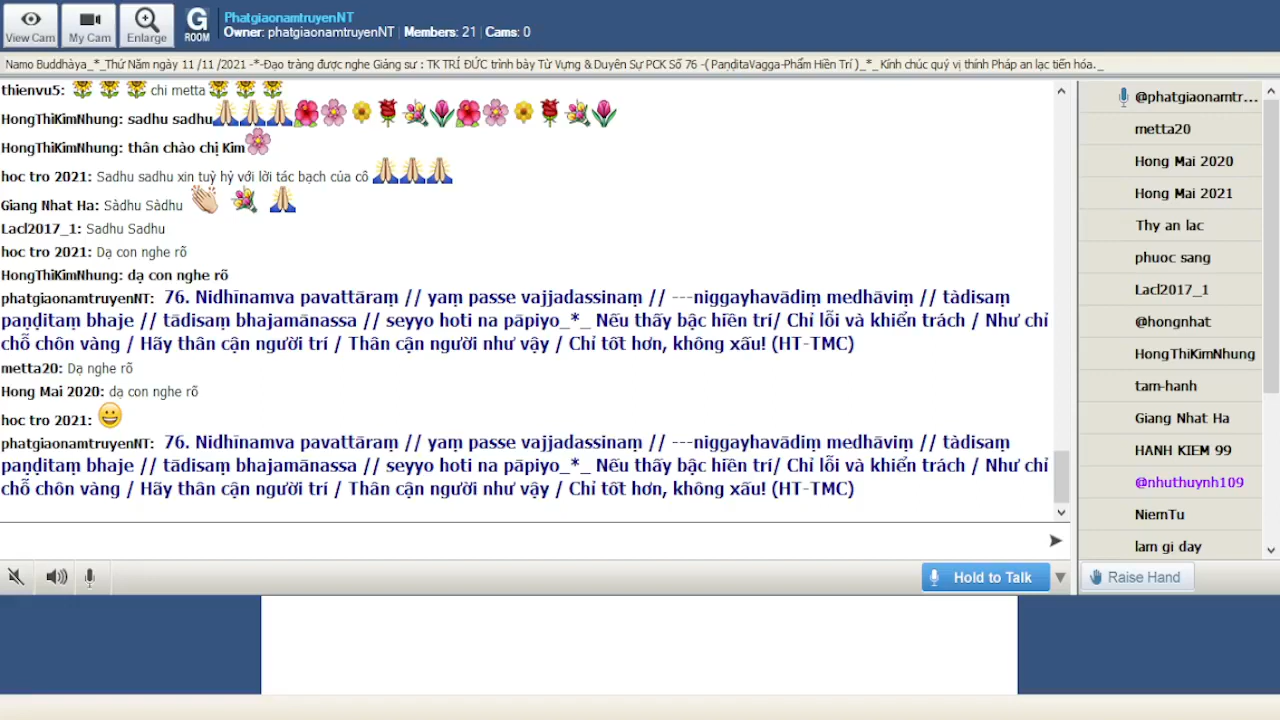 View Cam
My Cam
Enlarge
G
ROOM
PhatgiaonamtruyenNT
Owner: phatgiaonamtruyenNT | Members: 21 | Cams: 0
Namo Buddhàya_*_Thứ Năm ngày 11 /11 /2021 -*-Đạo tràng được nghe Giảng sư : TK TRÍ ĐỨC trình bày Từ Vựng & Duyên Sự PCK Số 76 -( PaṇḍitaVagga-Phẩm Hiền Trí )_*_ Kính chúc quý vị thính Pháp an lạc tiến hóa._
thienvu5: chi metta
HongThiKimNhung: sadhu sadhu
HongThiKimNhung: thân chào chị Kim
hoc tro 2021: Sadhu sadhu xin tuỳ hỷ với lời tác bạch của cô
Giang Nhat Ha: Sàdhu Sàdhu
Lacl2017_1: Sadhu Sadhu
hoc tro 2021: Dạ con nghe rõ
HongThiKimNhung: dạ con nghe rõ
phatgiaonamtruyenNT: 76. Nidhīnamva pavattāraṃ // yaṃ passe vajjadassinaṃ // ---niggayhavādiṃ medhāviṃ // tàdisaṃ
paṇḍitaṃ bhaje // tādisaṃ bhajamānassa // seyyo hoti na pāpiyo_*_ Nếu thấy bậc hiền trí/ Chỉ lỗi và khiển trách / Như chỉ
chỗ chôn vàng / Hãy thân cận người trí / Thân cận người như vậy / Chỉ tốt hơn, không xấu! (HT-TMC)
metta20: Dạ nghe rõ
Hong Mai 2020: dạ con nghe rõ
hoc tro 2021:
phatgiaonamtruyenNT: 76. Nidhīnamva pavattāraṃ // yaṃ passe vajjadassinaṃ // ---niggayhavādiṃ medhāviṃ // tàdisaṃ
paṇḍitaṃ bhaje // tādisaṃ bhajamānassa // seyyo hoti na pāpiyo_*_ Nếu thấy bậc hiền trí/ Chỉ lỗi và khiển trách / Như chỉ
chỗ chôn vàng / Hãy thân cận người trí / Thân cận người như vậy / Chỉ tốt hơn, không xấu! (HT-TMC)
Hold to Talk
@phatgiaonamtr...
metta20
Hong Mai 2020
Hong Mai 2021
Thy an lac
phuoc sang
Lacl2017_1
@hongnhat
HongThiKimNhung
tam-hanh
Giang Nhat Ha
HANH KIEM 99
@nhuthuynh109
NiemTu
lam gi day
Raise Hand